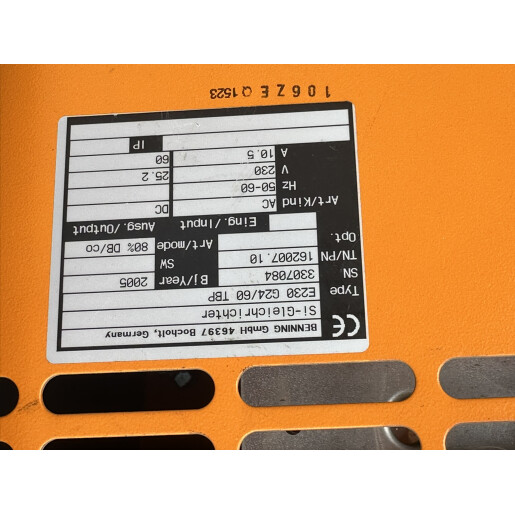 CE
BENNING GmbH 46397 Bocholt, Germany
Si-Gleichrichter
Type E230 G24/60 TBP
SN 3307084 Bj/Year 2005
TN/PN 162007.10 SW
Opt. Art/mode 80% DB/co
Eing./Input Ausg./Output
Art/Kind AC DC
Hz 50-60
V 230 25.2
A 10.5 60
IP
106ZE Q1523